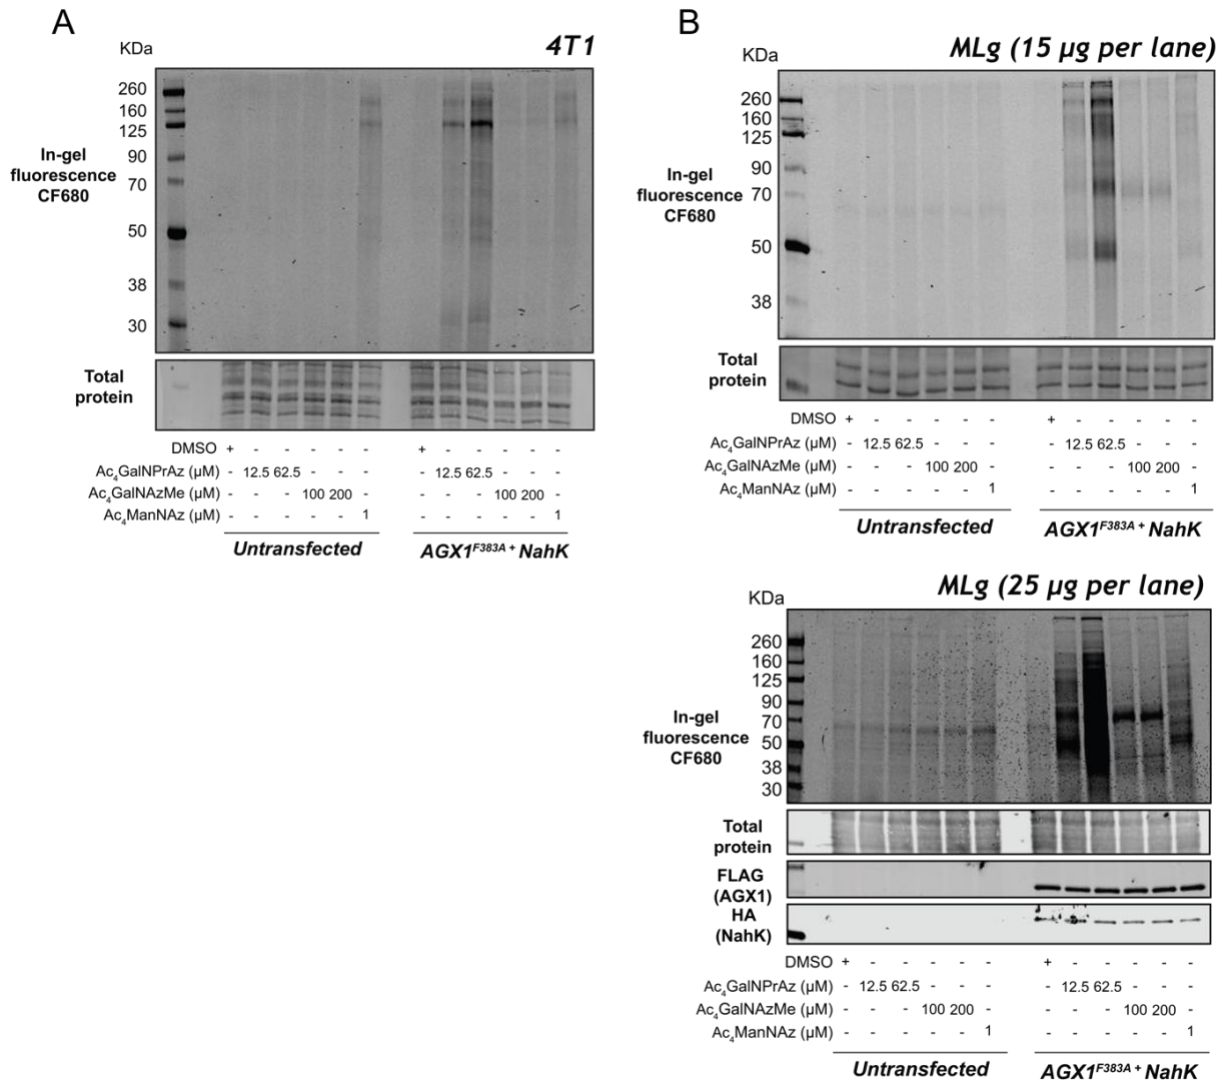 A
4T1
KDa
260
160
125
90
70
50
38
30
In-gel
fluorescence
CF680
Total
protein
DMSO + - - - - - + - - - - -
Ac4GalNPrAz (µM) - 12.5 62.5 - - - - 12.5 62.5 - - -
Ac4GalNAzMe (µM) - - - 100 200 - - - - 100 200 -
Ac4ManNAz (µM) - - - - - 1 - - - - - 1
Untransfected AGX1F383A + NahK
B
MLg (15 µg per lane)
KDa
260
160
125
90
70
50
38
In-gel
fluorescence
CF680
Total
protein
DMSO + - - - - - + - - - - -
Ac4GalNPrAz (µM) - 12.5 62.5 - - - - 12.5 62.5 - - -
Ac4GalNAzMe (µM) - - - 100 200 - - - - 100 200 -
Ac4ManNAz (µM) - - - - - 1 - - - - - 1
Untransfected AGX1F383A + NahK
MLg (25 µg per lane)
KDa
260
160
125
90
70
50
38
30
In-gel
fluorescence
CF680
Total
protein
FLAG
(AGX1)
HA
(NahK)
DMSO + - - - - - + - - - - -
Ac4GalNPrAz (µM) - 12.5 62.5 - - - - 12.5 62.5 - - -
Ac4GalNAzMe (µM) - - - 100 200 - - - - 100 200 -
Ac4ManNAz (µM) - - - - - 1 - - - - - 1
Untransfected AGX1F383A + NahK